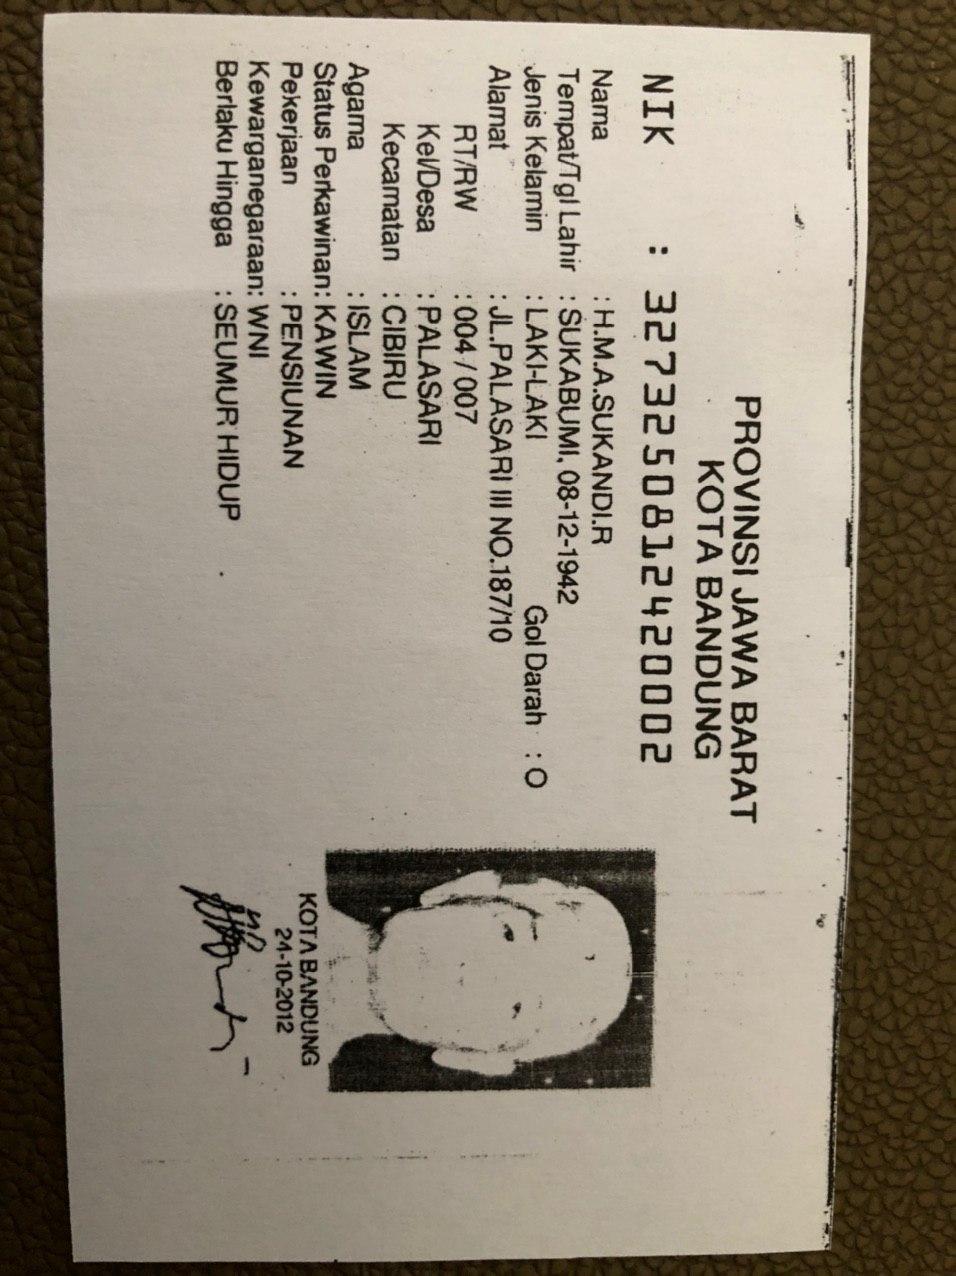 PROVINSI JAWA BARAT
KOTA BANDUNG
NIK : 3273250812420002
Nama : H.M.A.SUKANDI.R
Tempat/Tgl Lahir : SUKABUMI, 08-12-1942
Jenis Kelamin : LAKI-LAKI Gol Darah : O
Alamat : JL.PALASARI III NO.187/10
RT/RW : 004 / 007
Kel/Desa : PALASARI
Kecamatan : CIBIRU
Agama : ISLAM
Status Perkawinan: KAWIN
Pekerjaan : PENSIUNAN
Kewarganegaraan: WNI
Berlaku Hingga : SEUMUR HIDUP
KOTA BANDUNG
24-10-2012